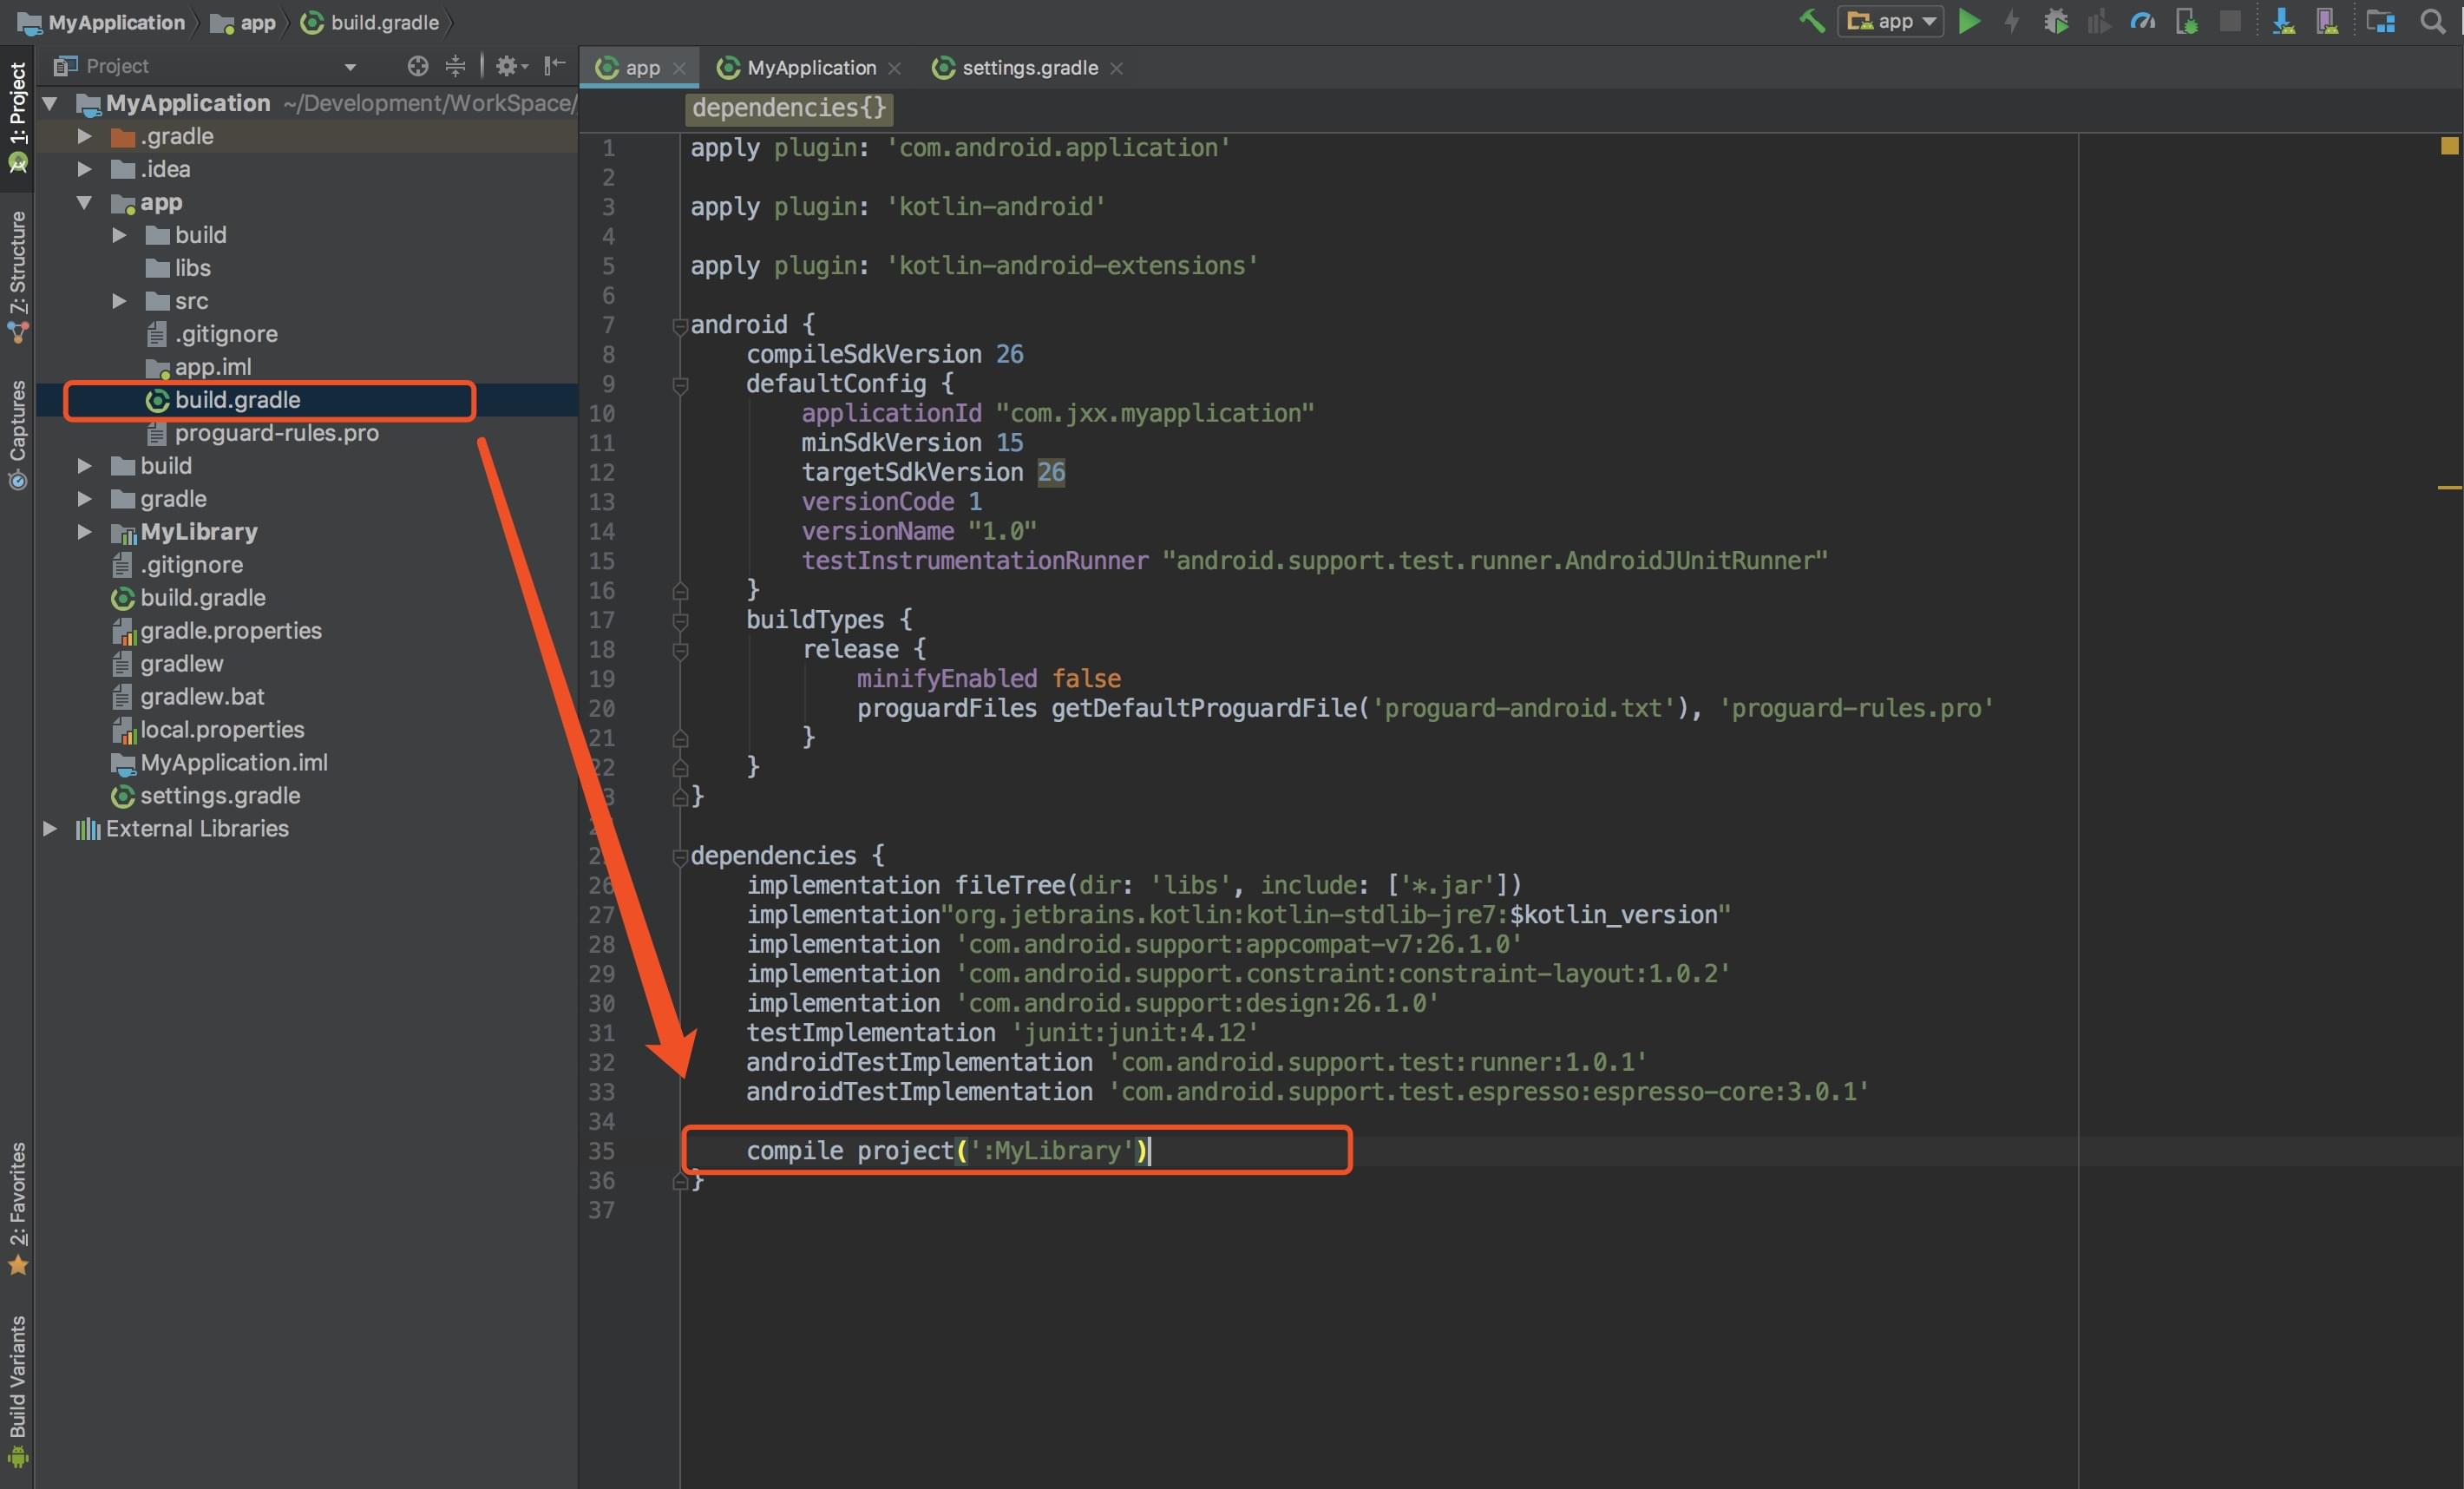 MyApplication app build.gradle
app
Project
app
MyApplication
settings.gradle
1: Project
Z: Structure
Captures
2: Favorites
Build Variants
MyApplication ~/Development/WorkSpace/
.gradle
.idea
app
build
libs
src
.gitignore
app.iml
build.gradle
proguard-rules.pro
build
gradle
MyLibrary
.gitignore
build.gradle
gradle.properties
gradlew
gradlew.bat
local.properties
MyApplication.iml
settings.gradle
External Libraries
dependencies{}
1 apply plugin: 'com.android.application'
2
3 apply plugin: 'kotlin-android'
4
5 apply plugin: 'kotlin-android-extensions'
6
7 android {
8 compileSdkVersion 26
9 defaultConfig {
10 applicationId "com.jxx.myapplication"
11 minSdkVersion 15
12 targetSdkVersion 26
13 versionCode 1
14 versionName "1.0"
15 testInstrumentationRunner "android.support.test.runner.AndroidJUnitRunner"
16 }
17 buildTypes {
18 release {
19 minifyEnabled false
20 proguardFiles getDefaultProguardFile('proguard-android.txt'), 'proguard-rules.pro'
21 }
22 }
3 }
2
2 dependencies {
26 implementation fileTree(dir: 'libs', include: ['*.jar'])
27 implementation"org.jetbrains.kotlin:kotlin-stdlib-jre7:$kotlin_version"
28 implementation 'com.android.support:appcompat-v7:26.1.0'
29 implementation 'com.android.support.constraint:constraint-layout:1.0.2'
30 implementation 'com.android.support:design:26.1.0'
31 testImplementation 'junit:junit:4.12'
32 androidTestImplementation 'com.android.support.test:runner:1.0.1'
33 androidTestImplementation 'com.android.support.test.espresso:espresso-core:3.0.1'
34
35 compile project(':MyLibrary')
36 }
37